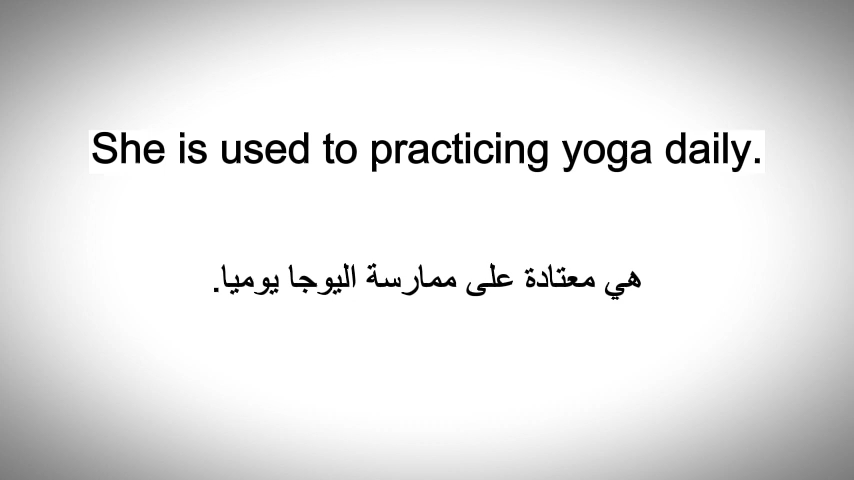 She is used to practicing yoga daily.
هي معتادة على ممارسة اليوجا يوميا.